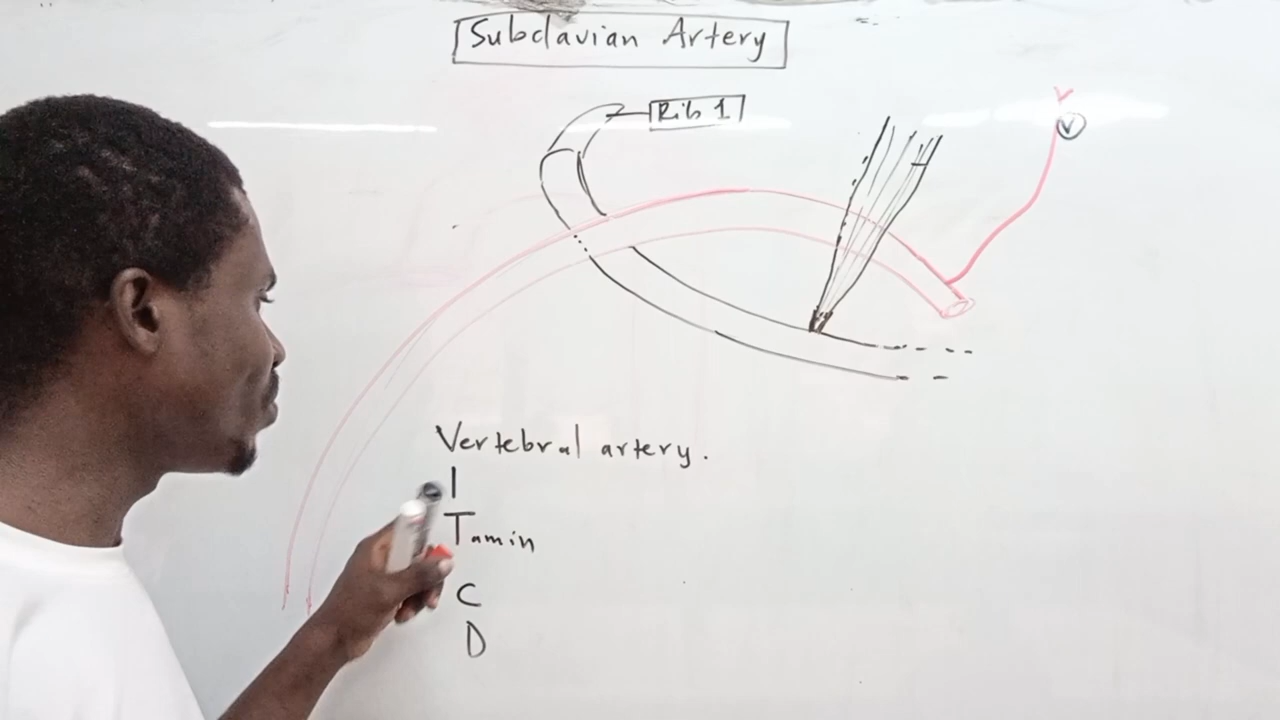 Subclavian Artery
Rib 1
V
V
Vertebral artery.
I
Tamin
C
D